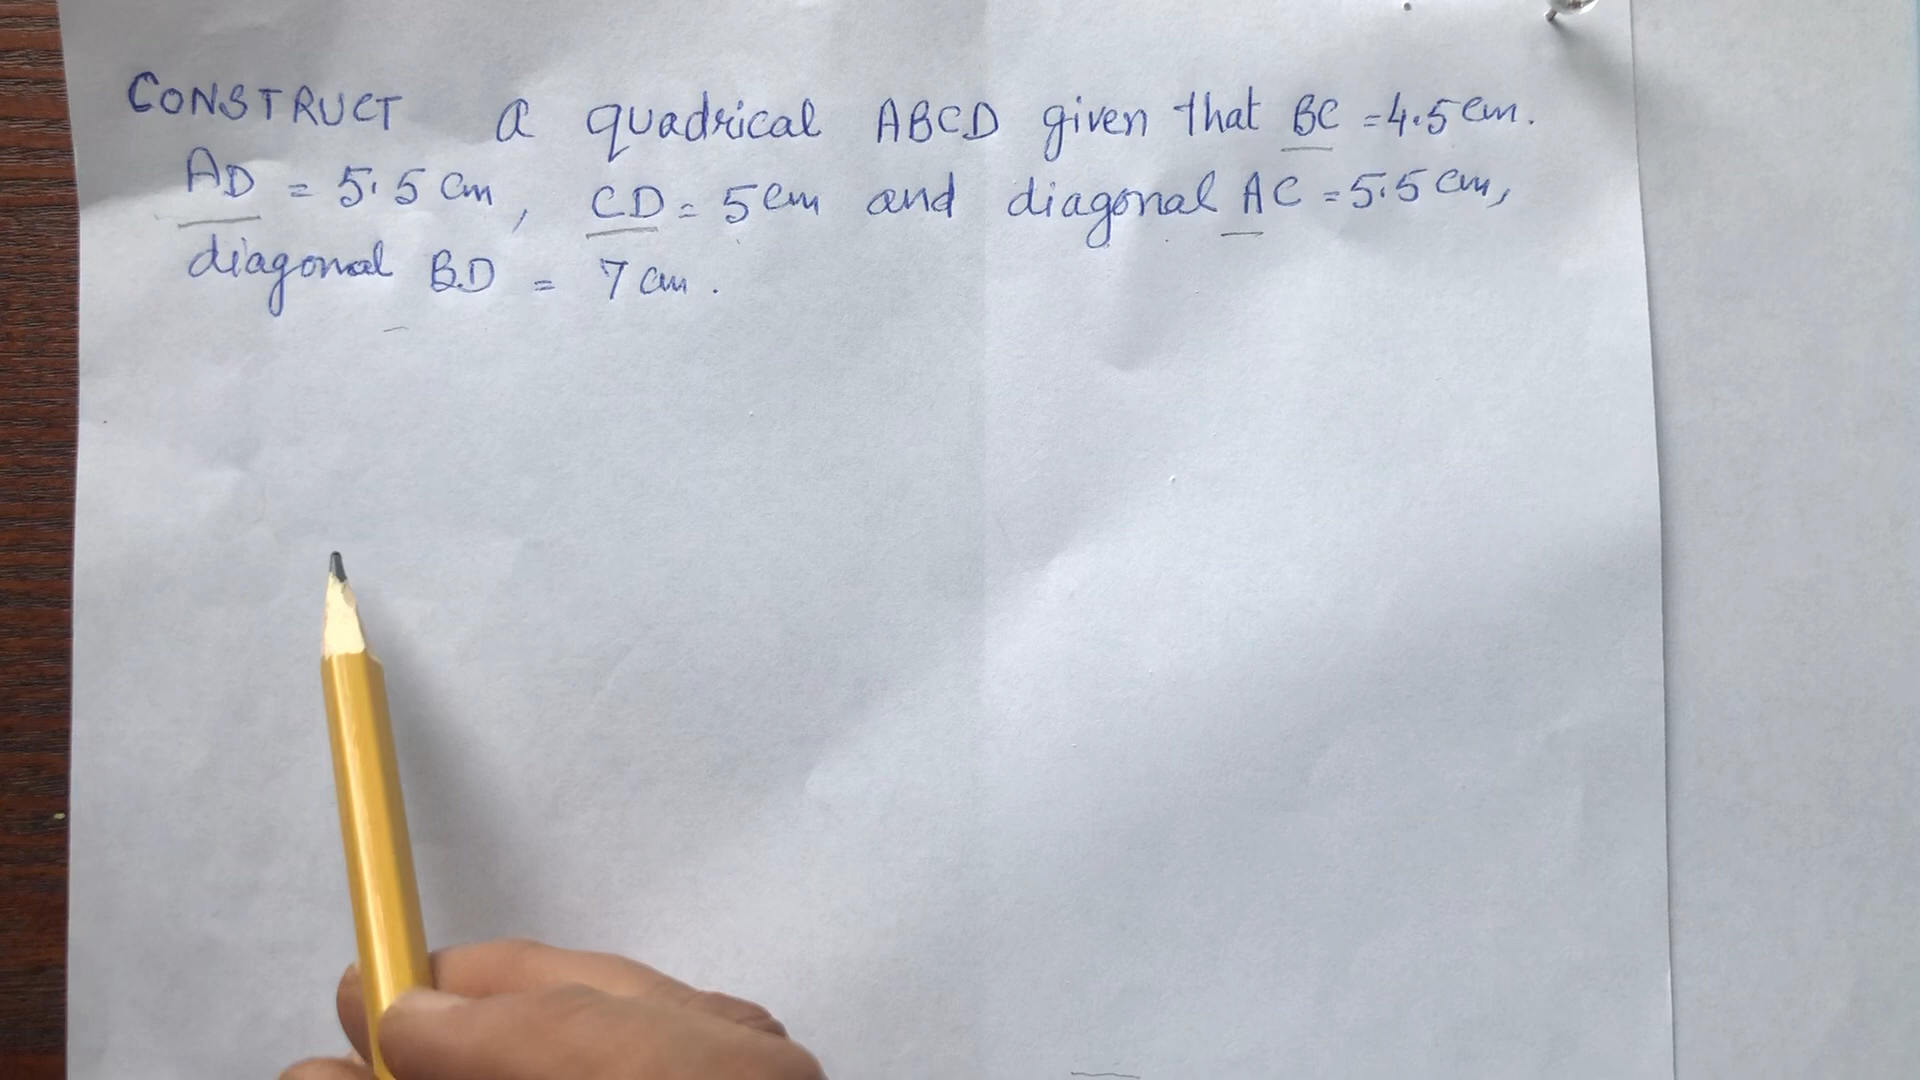 CONSTRUCT a quadrical ABCD given that BC = 4.5 cm.
AD = 5.5 cm, CD = 5 cm and diagonal AC = 5.5 cm,
diagonal BD = 7 cm.